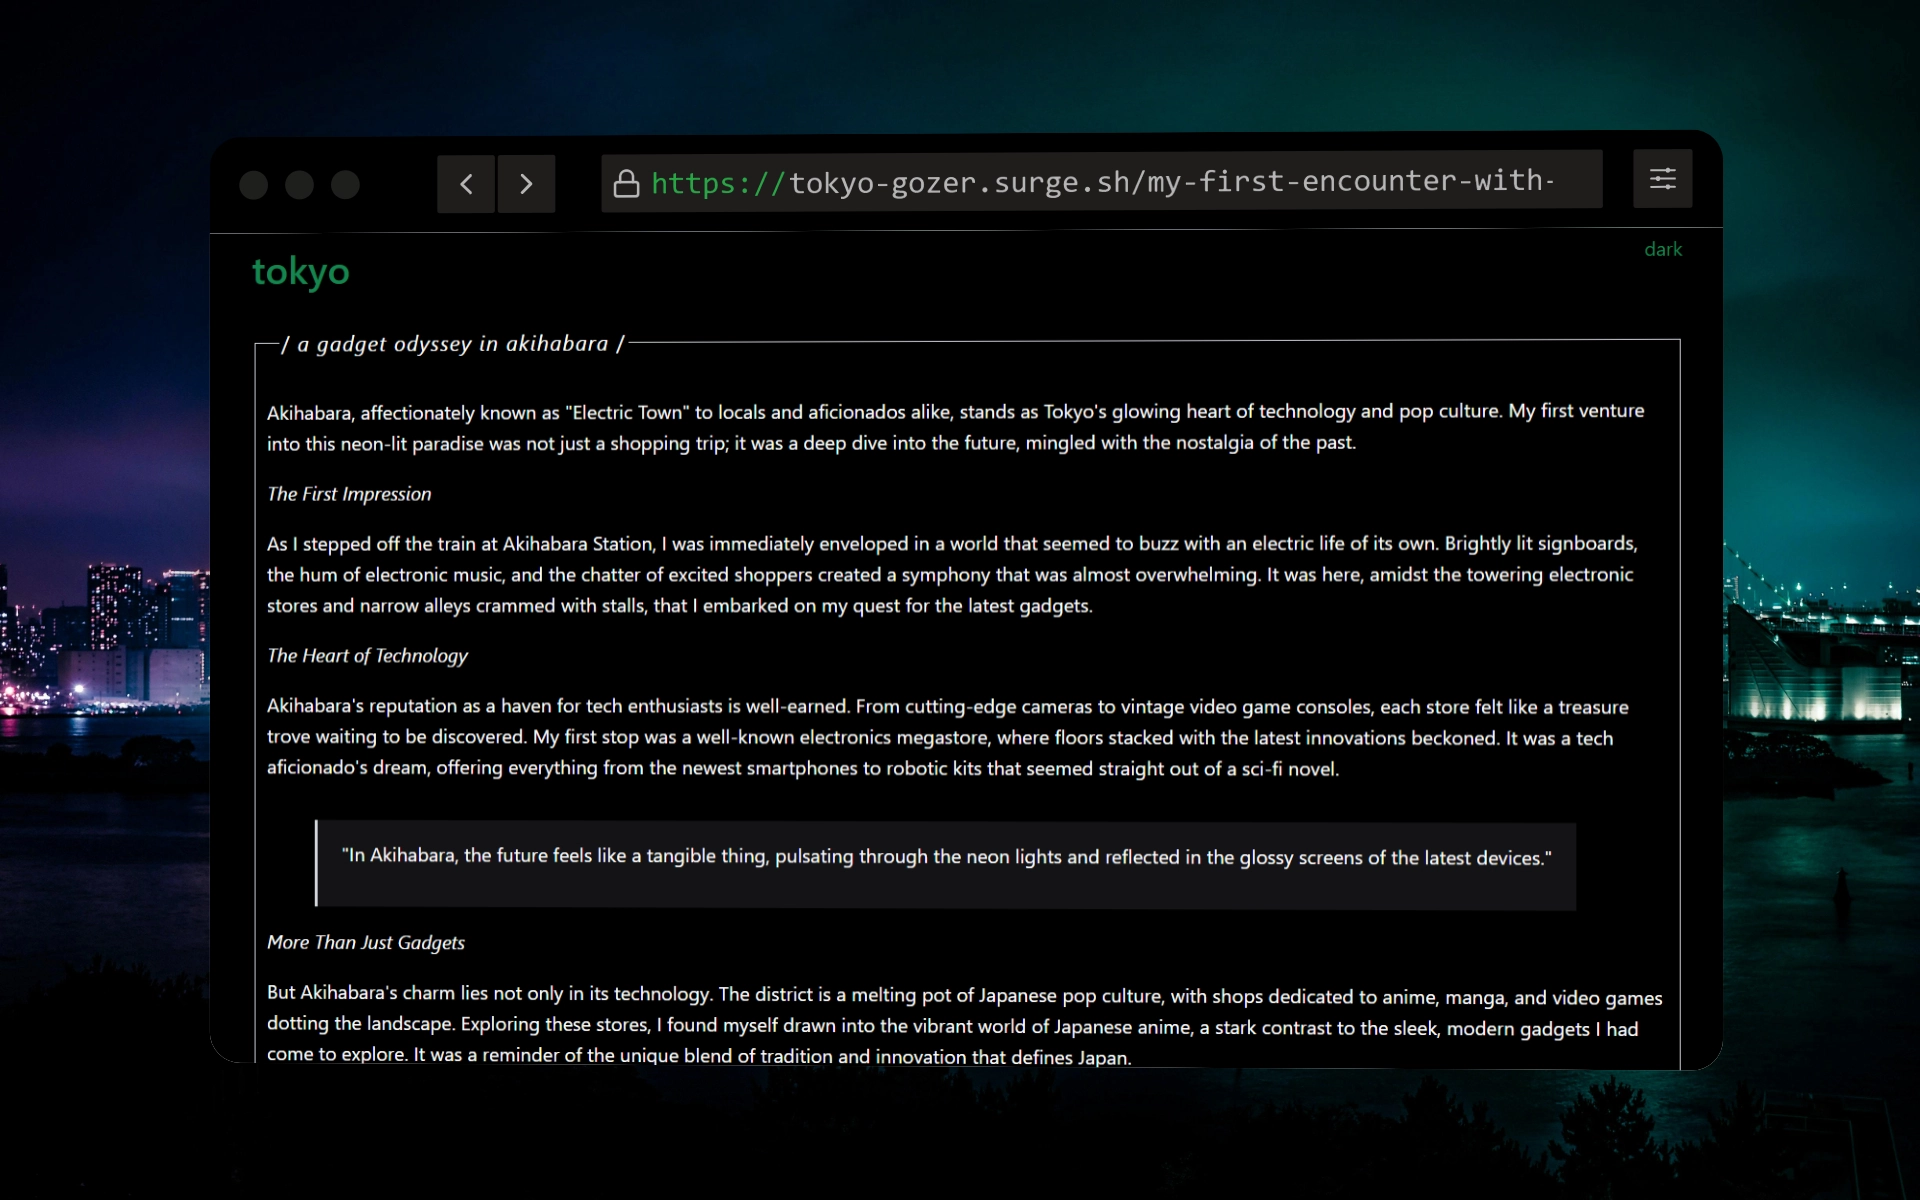 https://tokyo-gozer.surge.sh/my-first-encounter-with-
tokyo
dark
/ a gadget odyssey in akihabara /
Akihabara, affectionately known as "Electric Town" to locals and aficionados alike, stands as Tokyo's glowing heart of technology and pop culture. My first venture
into this neon-lit paradise was not just a shopping trip; it was a deep dive into the future, mingled with the nostalgia of the past.
The First Impression
As I stepped off the train at Akihabara Station, I was immediately enveloped in a world that seemed to buzz with an electric life of its own. Brightly lit signboards,
the hum of electronic music, and the chatter of excited shoppers created a symphony that was almost overwhelming. It was here, amidst the towering electronic
stores and narrow alleys crammed with stalls, that I embarked on my quest for the latest gadgets.
The Heart of Technology
Akihabara's reputation as a haven for tech enthusiasts is well-earned. From cutting-edge cameras to vintage video game consoles, each store felt like a treasure
trove waiting to be discovered. My first stop was a well-known electronics megastore, where floors stacked with the latest innovations beckoned. It was a tech
aficionado's dream, offering everything from the newest smartphones to robotic kits that seemed straight out of a sci-fi novel.
"In Akihabara, the future feels like a tangible thing, pulsating through the neon lights and reflected in the glossy screens of the latest devices."
More Than Just Gadgets
But Akihabara's charm lies not only in its technology. The district is a melting pot of Japanese pop culture, with shops dedicated to anime, manga, and video games
dotting the landscape. Exploring these stores, I found myself drawn into the vibrant world of Japanese anime, a stark contrast to the sleek, modern gadgets I had
come to explore. It was a reminder of the unique blend of tradition and innovation that defines Japan.